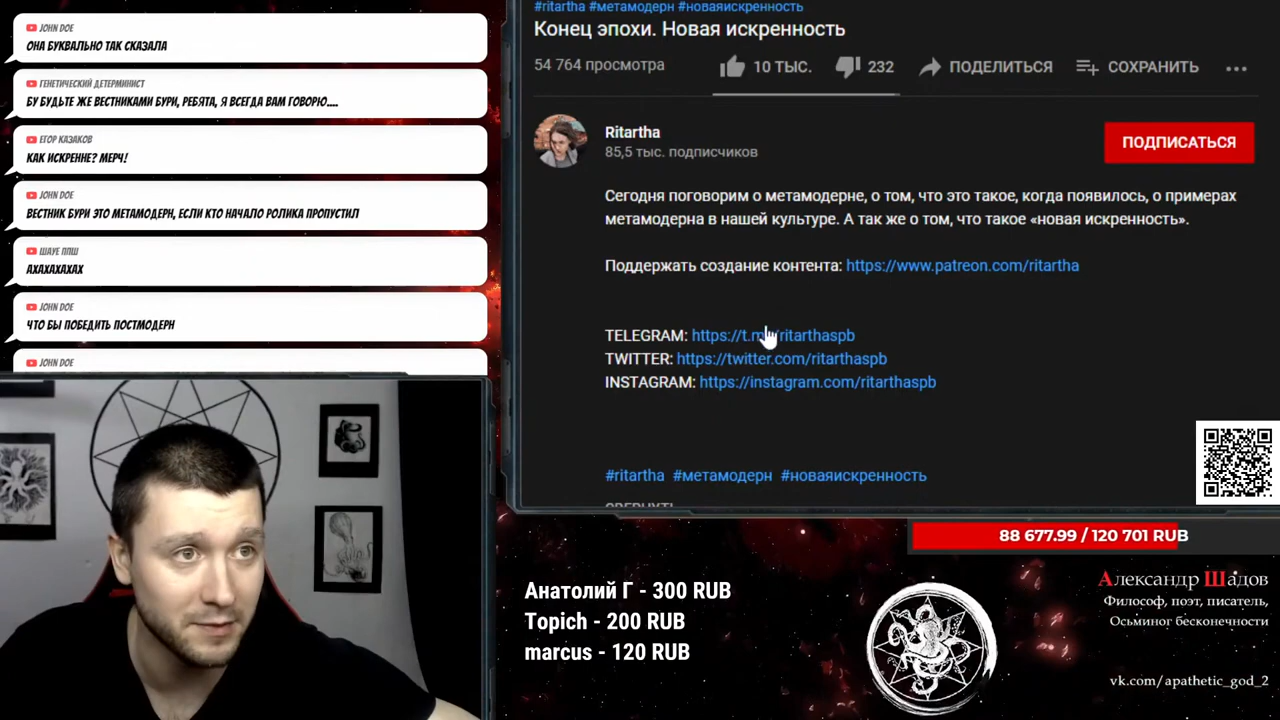 JOHN DOE
ОНА БУКВАЛЬНО ТАК СКАЗАЛА
ГЕНЕТИЧЕСКИЙ ДЕТЕРМИНИСТ
БУ БУДЬТЕ ЖЕ ВЕСТНИКАМИ БУРИ, РЕБЯТА, Я ВСЕГДА ВАМ ГОВОРЮ....
ЕГОР КАЗАКОВ
КАК ИСКРЕННЕ? МЕРЧ!
JOHN DOE
ВЕСТНИК БУРИ ЭТО МЕТАМОДЕРН, ЕСЛИ КТО НАЧАЛО РОЛИКА ПРОПУСТИЛ
ШАУЕ ППШ
АХАХАХАХАХ
JOHN DOE
ЧТО БЫ ПОБЕДИТЬ ПОСТМОДЕРН
JOHN DOE
#ritartha #метамодерн #новаяискренность
Конец эпохи. Новая искренность
54 764 просмотра
10 ТЫС.
232
ПОДЕЛИТЬСЯ
СОХРАНИТЬ
Ritartha
85,5 тыс. подписчиков
ПОДПИСАТЬСЯ
Сегодня поговорим о метамодерне, о том, что это такое, когда появилось, о примерах
метамодерна в нашей культуре. А так же о том, что такое «новая искренность».
Поддержать создание контента: https://www.patreon.com/ritartha
TELEGRAM: https://t.me/ritarthaspb
TWITTER: https://twitter.com/ritarthaspb
INSTAGRAM: https://instagram.com/ritarthaspb
#ritartha #метамодерн #новаяискренность
СВЕРНУТЬ
88 677.99 / 120 701 RUB
Анатолий Г - 300 RUB
Topich - 200 RUB
marcus - 120 RUB
Александр Шадов
Философ, поэт, писатель,
Осьминог бесконечности
vk.com/apathetic_god_2